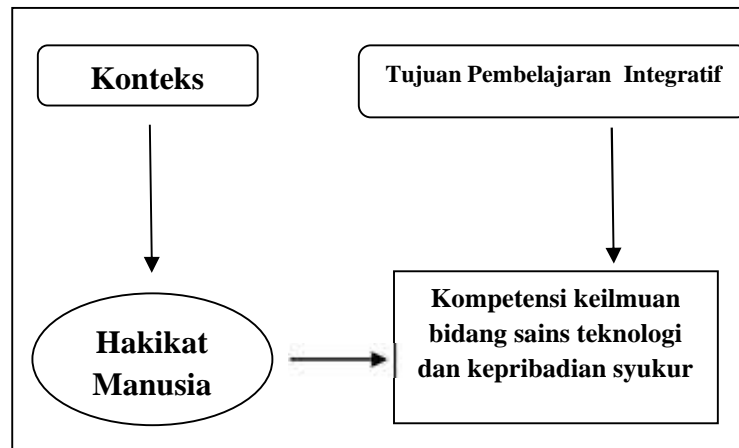 Konteks
Tujuan Pembelajaran Integratif
Hakikat
Manusia
Kompetensi keilmuan
bidang sains teknologi
dan kepribadian syukur